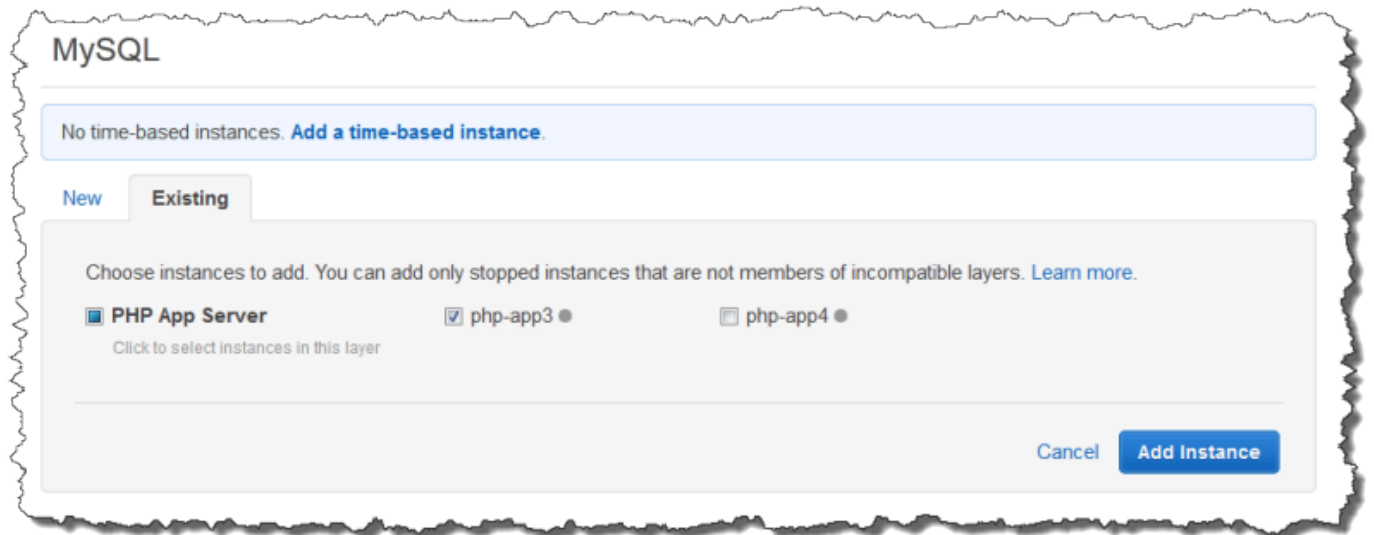 MySQL
No time-based instances. Add a time-based instance.
New Existing
Choose instances to add. You can add only stopped instances that are not members of incompatible layers. Learn more.
PHP App Server php-app3 php-app4
Click to select instances in this layer
Cancel Add Instance